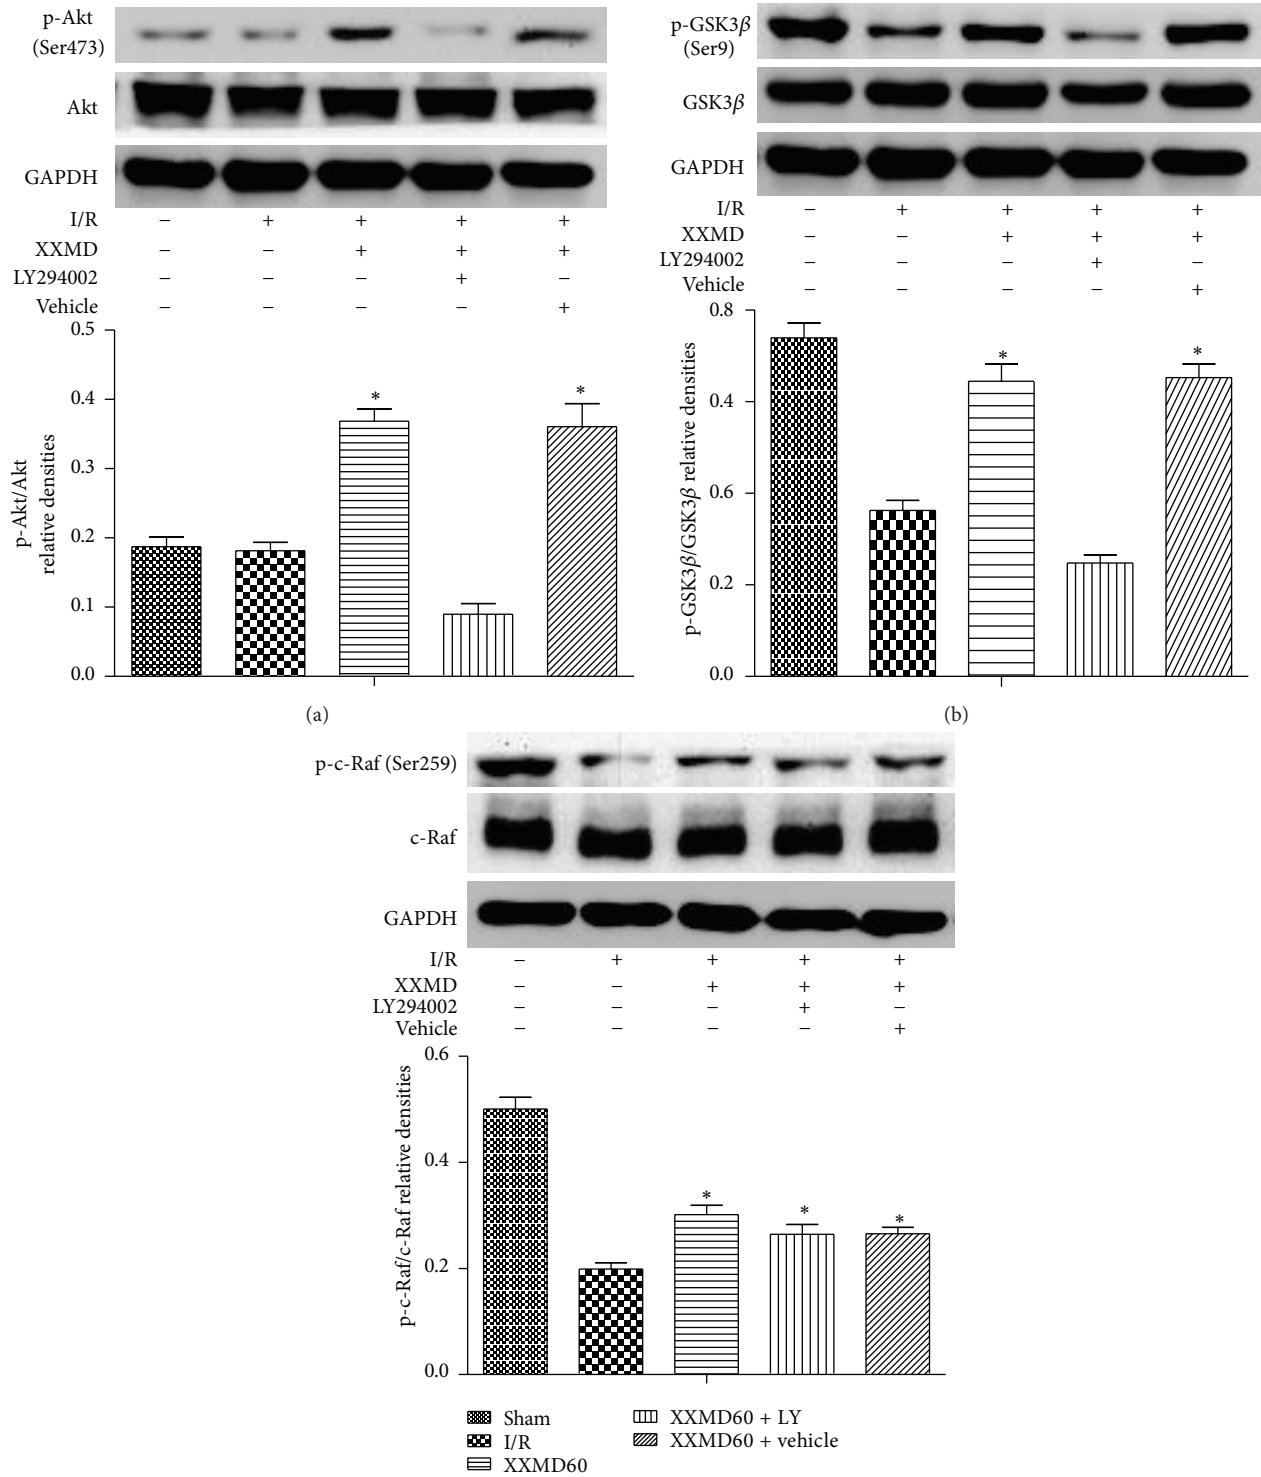 p-Akt
(Ser473)
Akt
GAPDH
I/R − + + + +
XXMD − − + + +
LY294002 − − − + −
Vehicle − − − − +
0.5
0.4
0.3
0.2
0.1
0.0
p-Akt/Akt
relative densities
* *
(a)
p-GSK3β
(Ser9)
GSK3β
GAPDH
I/R − + + + +
XXMD − − + + +
LY294002 − − − + −
Vehicle − − − − +
0.8
0.4
0.6
0.2
0.0
p-GSK3β/GSK3β relative densities
* *
(b)
p-c-Raf (Ser259)
c-Raf
GAPDH
I/R − + + + +
XXMD − − + + +
LY294002 − − − + −
Vehicle − − − − +
0.6
0.4
0.2
0.0
p-c-Raf/c-Raf relative densities
* * *
Sham
I/R
XXMD60
XXMD60 + LY
XXMD60 + vehicle